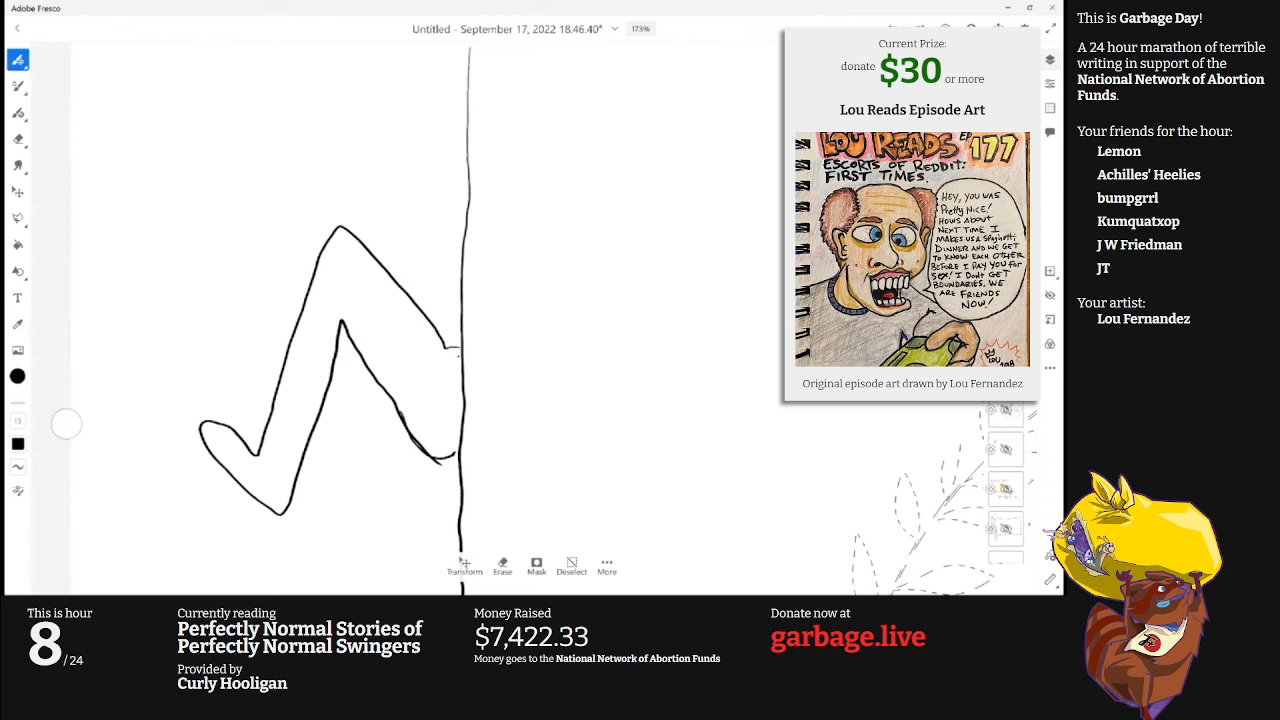 Adobe Fresco
Untitled - September 17, 2022 18.46.40*
173%
13
Transform
Erase
Mask
Deselect
More
Current Prize:
donate $30 or more
Lou Reads Episode Art
LOU READS EP 177
ESCORTS OF REDDIT:
FIRST TIMES.
HEY, YOU WAS
PRetty NiCE!
HOWS ABOUT
NEXT TIME I
MAKES US A SpagheTTi
DINNER AND WE GET
TO KNOW EACH OTHER
BEFORE I PAY YOU FOR
SEX! I DONT GET
BOUNDARIES. WE
ARE FRIENDS
NOW!
LOU
Original episode art drawn by Lou Fernandez
This is Garbage Day!
A 24 hour marathon of terrible
writing in support of the
National Network of Abortion
Funds.
Your friends for the hour:
Lemon
Achilles' Heelies
bumpgrrl
Kumquatxop
J W Friedman
JT
Your artist:
Lou Fernandez
This is hour
8 / 24
Currently reading
Perfectly Normal Stories of
Perfectly Normal Swingers
Provided by
Curly Hooligan
Money Raised
$7,422.33
Money goes to the National Network of Abortion Funds
Donate now at
garbage.live